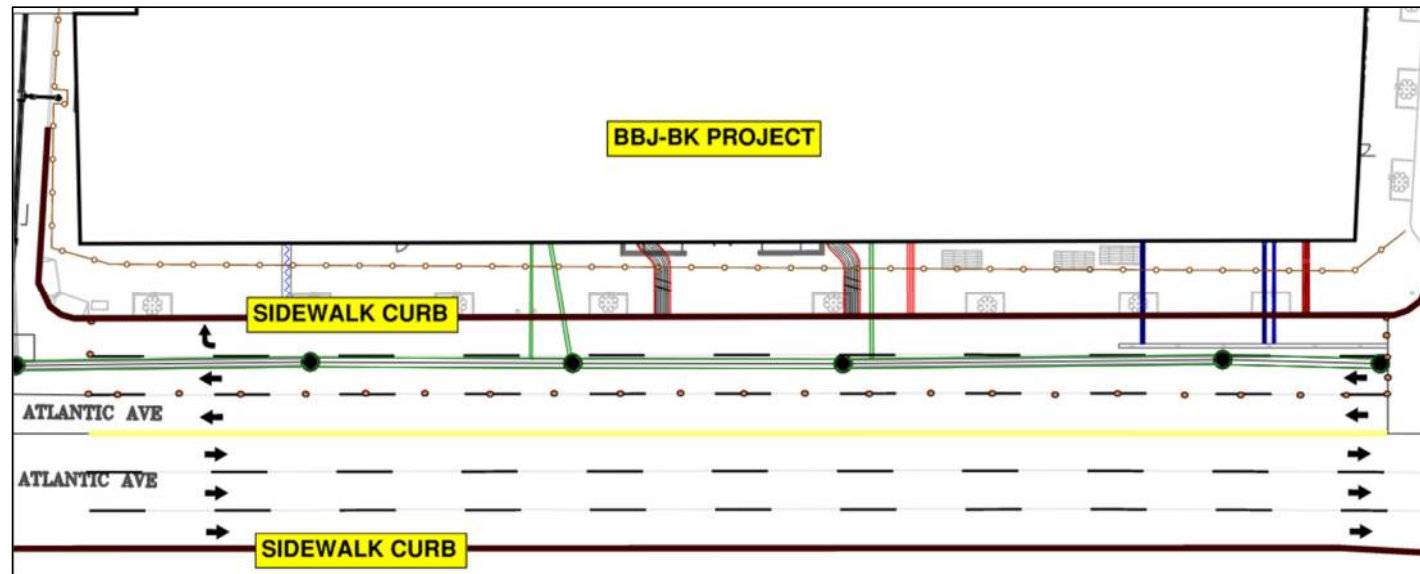 BBJ-BK PROJECT
SIDEWALK CURB
ATLANTIC AVE
ATLANTIC AVE
SIDEWALK CURB